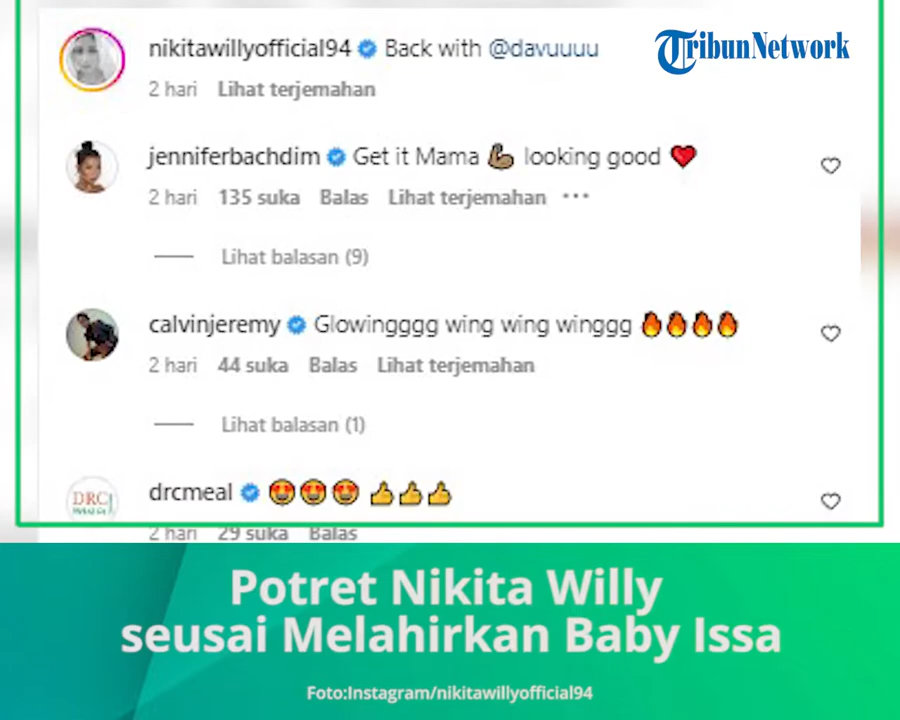 nikitawillyofficial94 Back with @davuuuu
TribunNetwork
2 hari Lihat terjemahan
jenniferbachdim Get it Mama 💪🏽 looking good ❤️
2 hari 135 suka Balas Lihat terjemahan ···
Lihat balasan (9)
calvinjeremy Glowingggg wing wing winggg 🔥🔥🔥🔥
2 hari 44 suka Balas Lihat terjemahan
Lihat balasan (1)
DRC
drcmeal 😍😍😍 👍👍👍
2 hari 29 suka Balas
Potret Nikita Willy
seusai Melahirkan Baby Issa
Foto:Instagram/nikitawillyofficial94